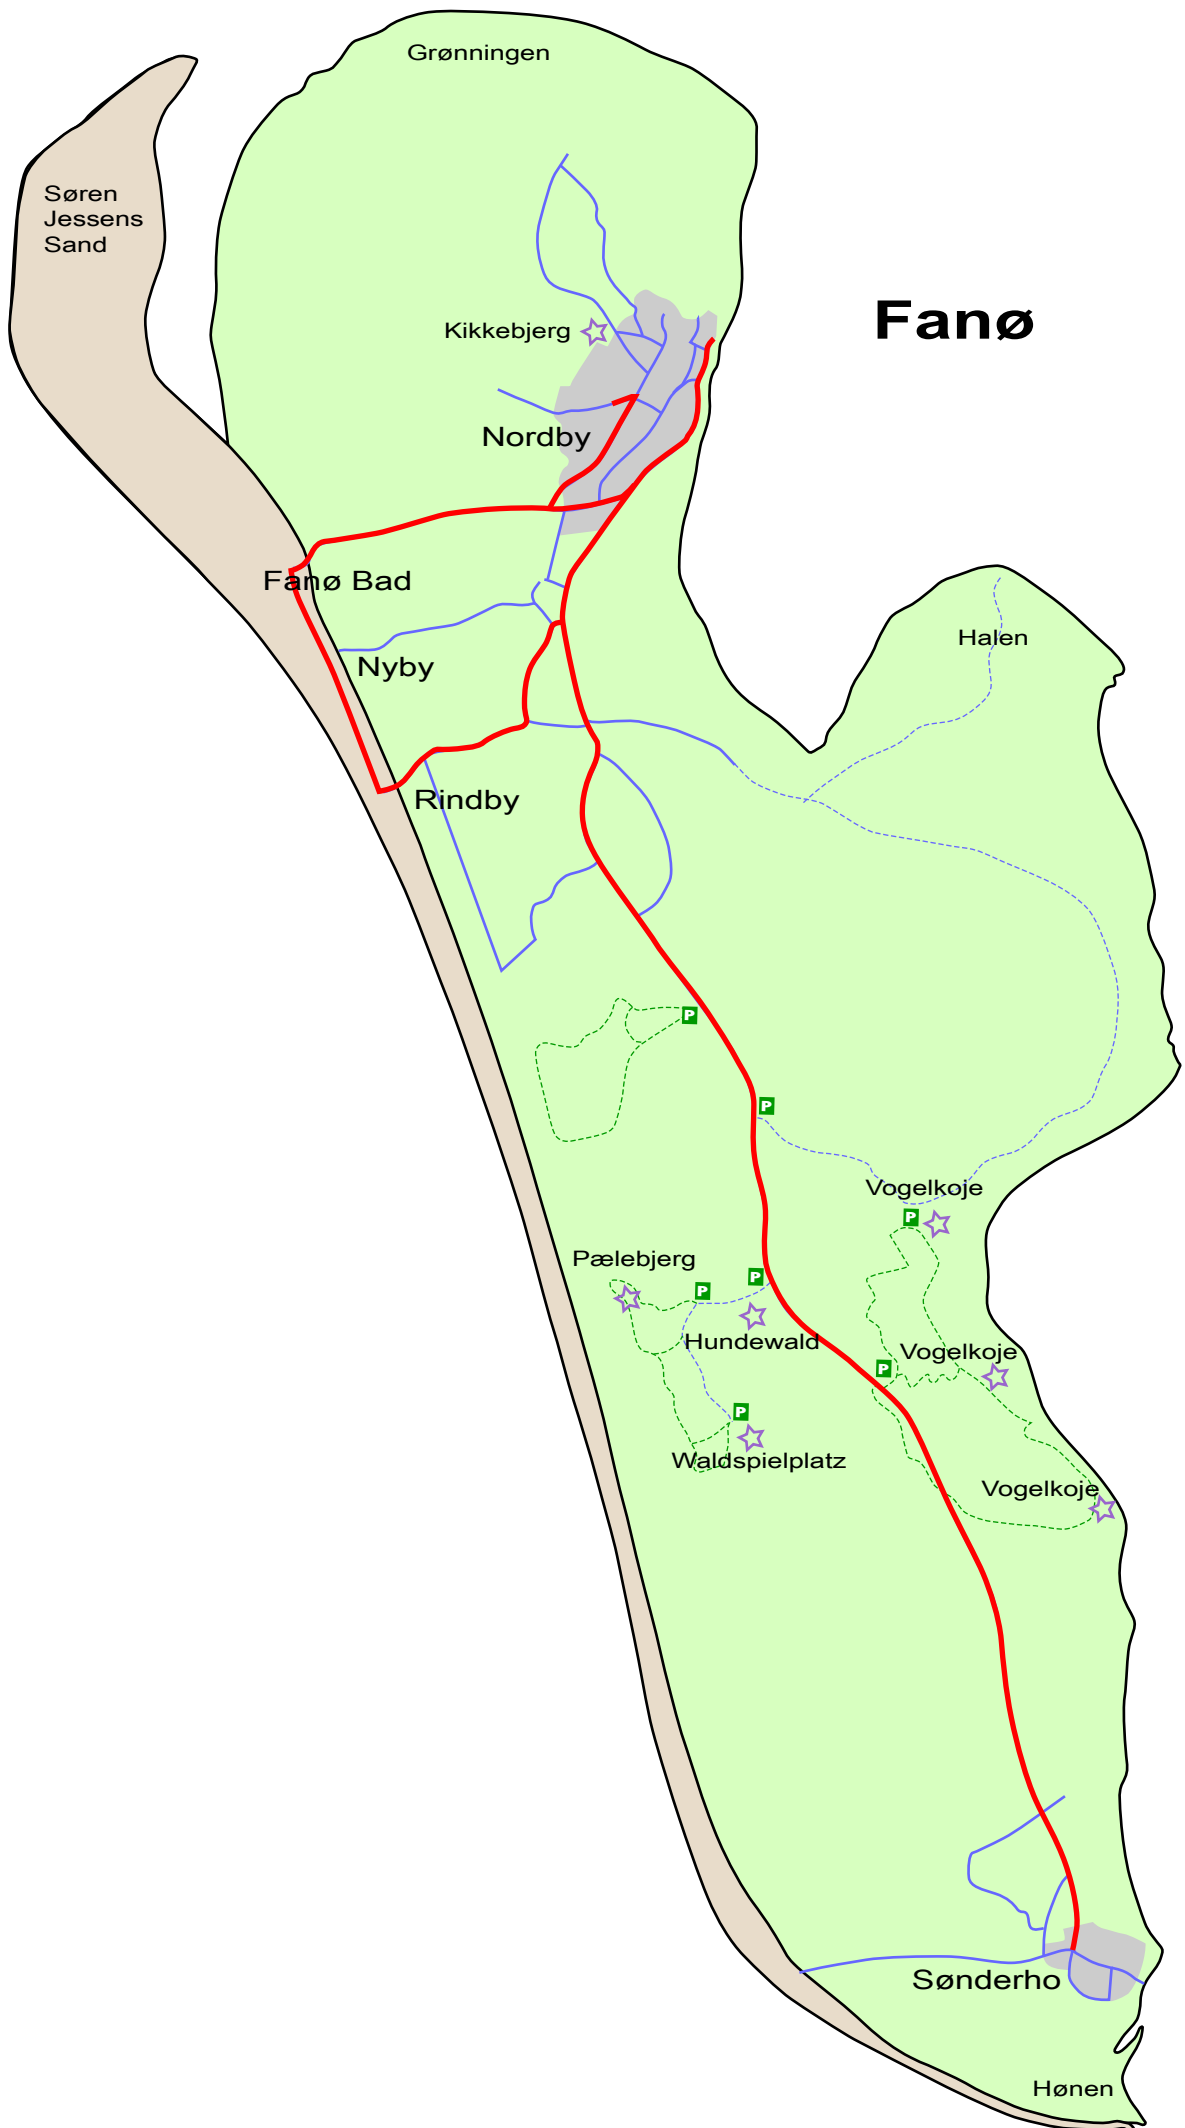 Grønningen
Søren
Jessens
Sand
Fanø
Kikkebjerg
Nordby
Fanø Bad
Halen
Nyby
Rindby
P
P
Vogelkoje
P
Pælebjerg
P
P
Hundewald
Vogelkoje
P
P
Waldspielplatz
Vogelkoje
Sønderho
Hønen